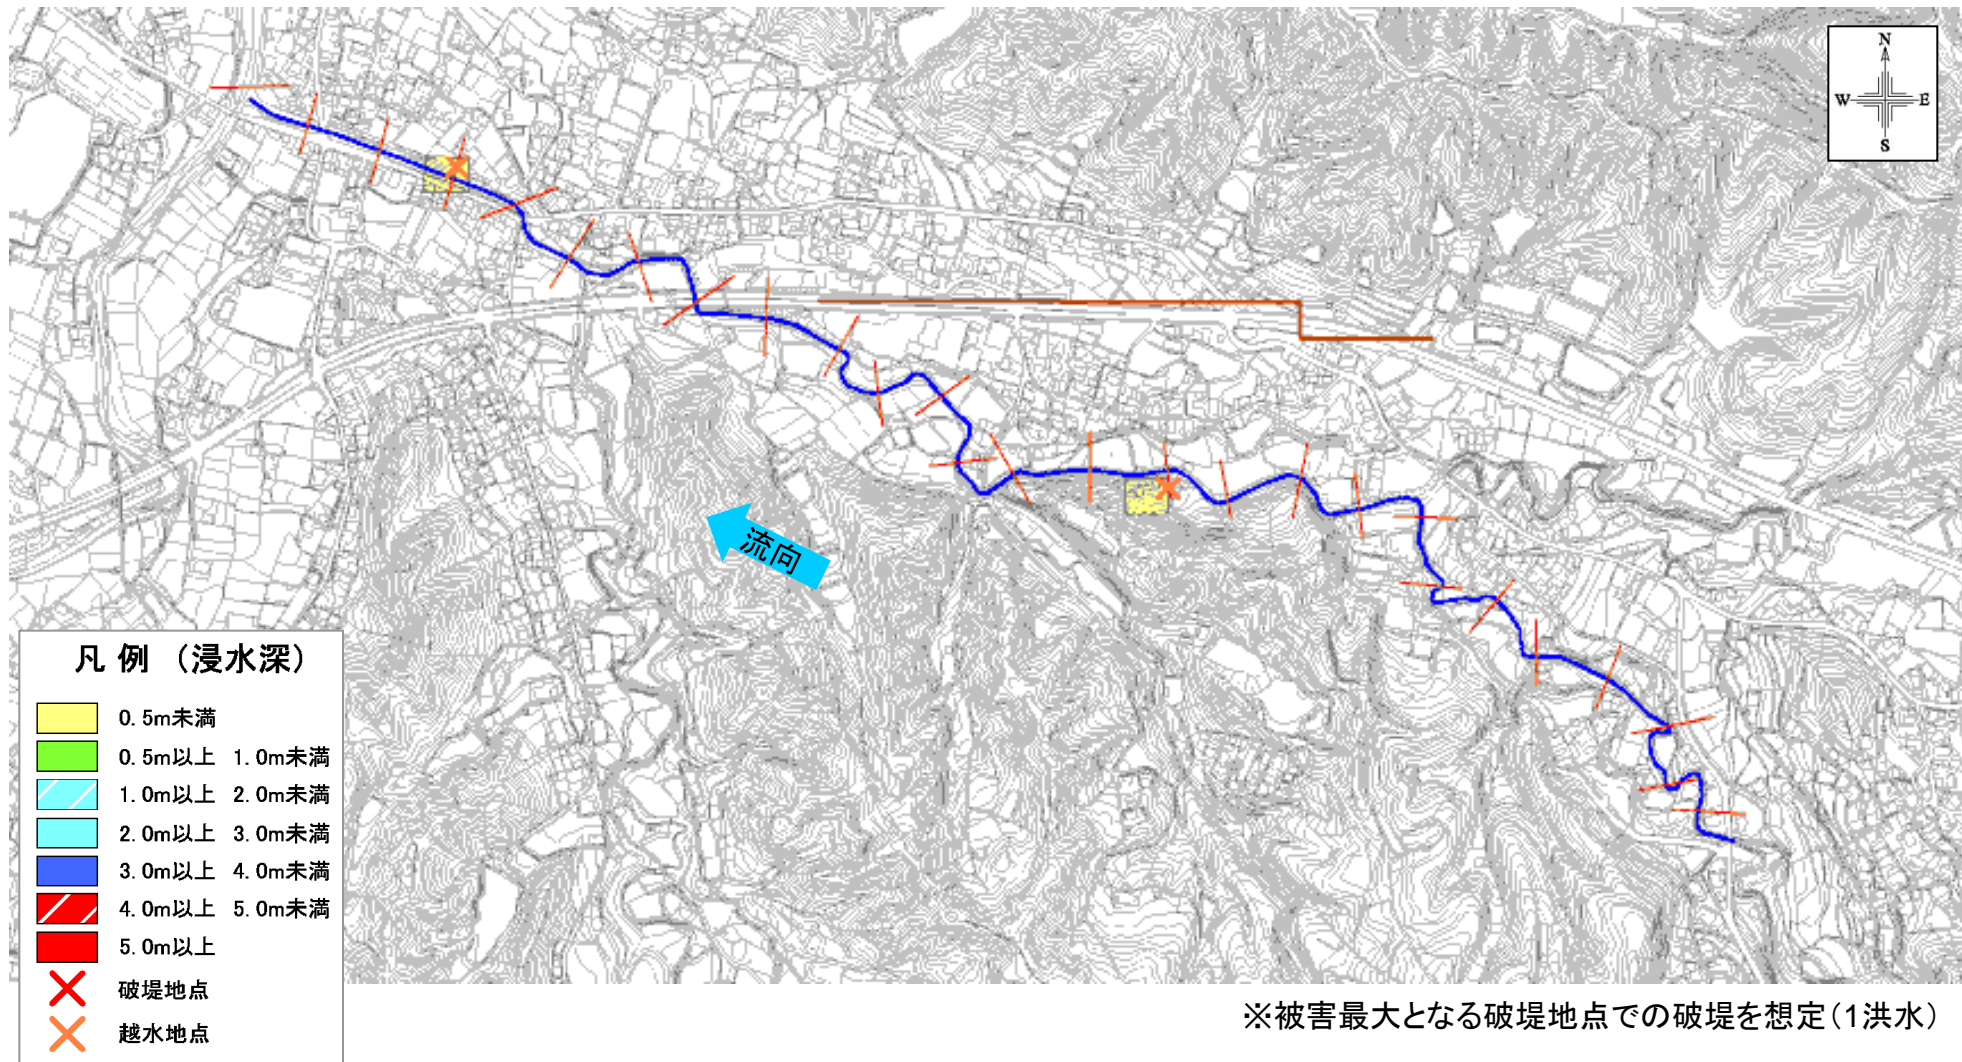 N
W E
S
流向
凡 例 （浸水深）
0.5m未満
0.5m以上 1.0m未満
1.0m以上 2.0m未満
2.0m以上 3.0m未満
3.0m以上 4.0m未満
4.0m以上 5.0m未満
5.0m以上
破堤地点
越水地点
※被害最大となる破堤地点での破堤を想定（1洪水）